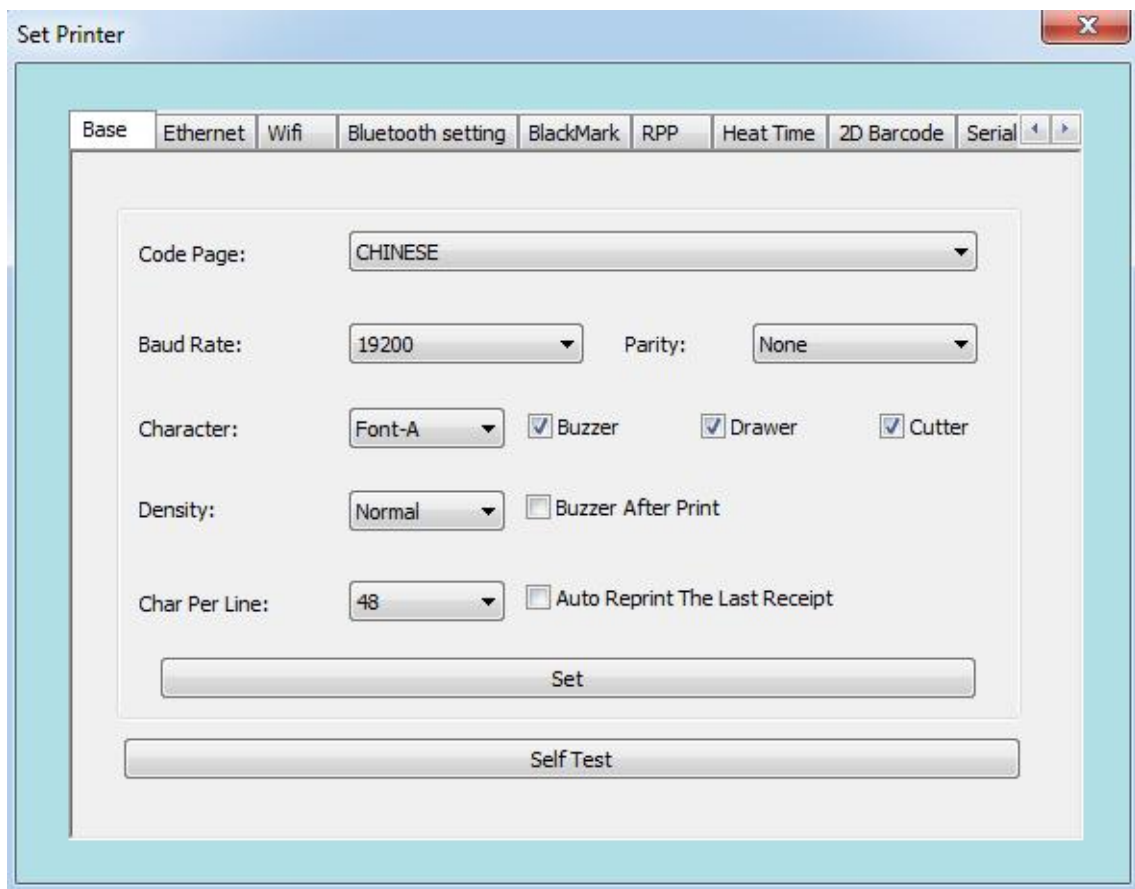 Set Printer
Base Ethernet Wifi Bluetooth setting BlackMark RPP Heat Time 2D Barcode Serial
Code Page: CHINESE
Baud Rate: 19200 Parity: None
Character: Font-A Buzzer Drawer Cutter
Density: Normal Buzzer After Print
Char Per Line: 48 Auto Reprint The Last Receipt
Set
Self Test